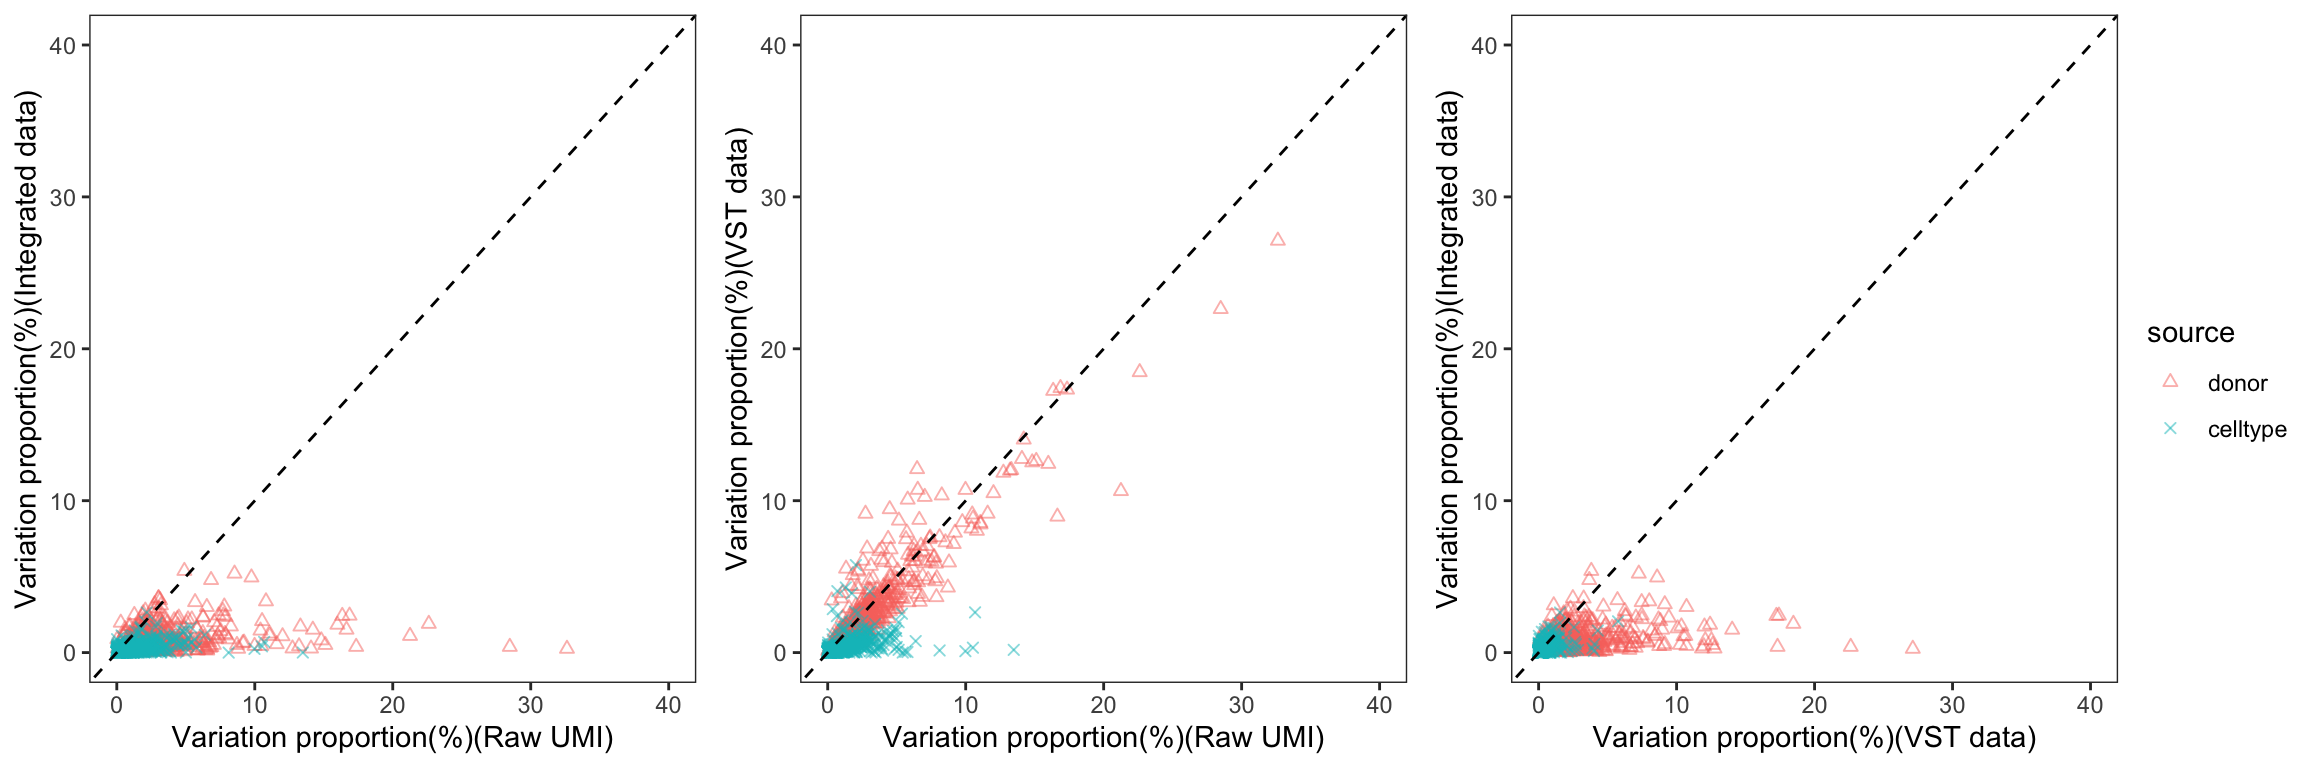 Variation proportion(%)(Integrated data)
40
30
20
10
0
0 10 20 30 40
Variation proportion(%)(Raw UMI)
Varian proportion(%)(VST data)
40
30
20
10
0
0 10 20 30 40
Variation proportion(%)(Raw UMI)
Variation proportion(%)(Integrated data)
40
30
20
10
0
0 10 20 30 40
Variation proportion(%)(VST data)
source
donor
celltype